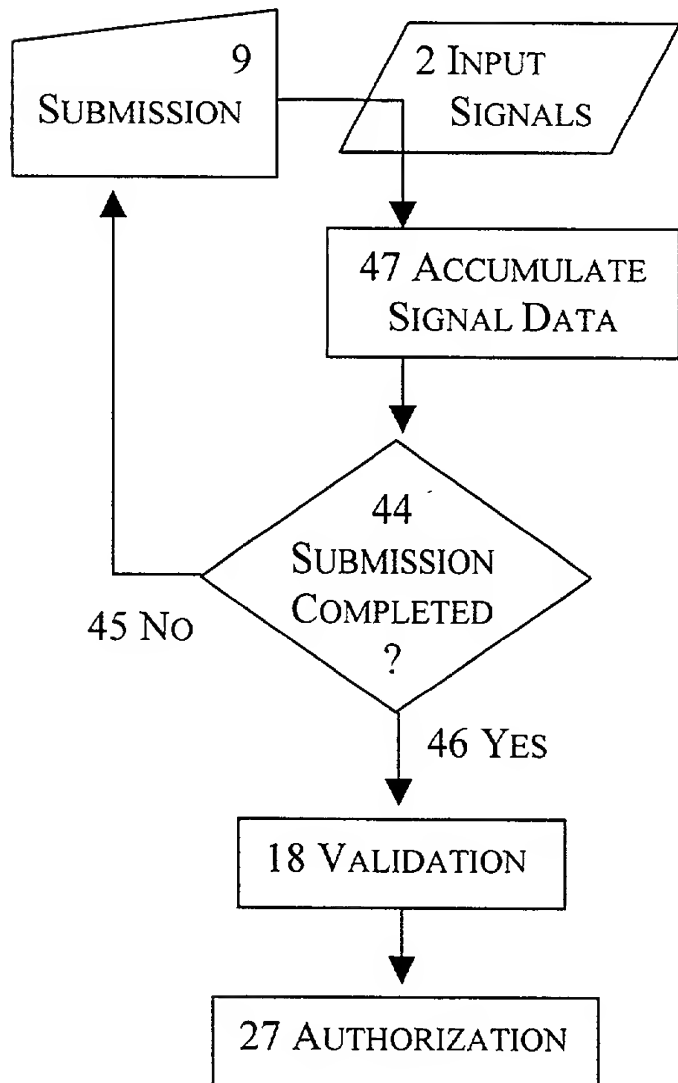 9
SUBMISSION
2 INPUT
SIGNALS
47 ACCUMULATE
SIGNAL DATA
44
SUBMISSION
COMPLETED
?
45 NO
46 YES
18 VALIDATION
27 AUTHORIZATION